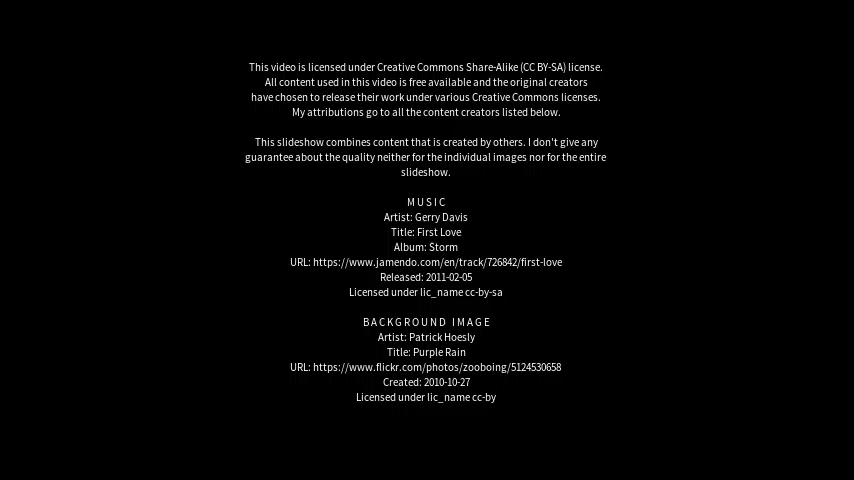 This video is licensed under Creative Commons Share-Alike (CC BY-SA) license.
All content used in this video is free available and the original creators
have chosen to release their work under various Creative Commons licenses.
My attributions go to all the content creators listed below.
This slideshow combines content that is created by others. I don't give any
guarantee about the quality neither for the individual images nor for the entire
slideshow.
MUSIC
Artist: Gerry Davis
Title: First Love
Album: Storm
URL: https://www.jamendo.com/en/track/726842/first-love
Released: 2011-02-05
Licensed under lic_name cc-by-sa
BACKGROUND IMAGE
Artist: Patrick Hoesly
Title: Purple Rain
URL: https://www.flickr.com/photos/zooboing/5124530658
Created: 2010-10-27
Licensed under lic_name cc-by